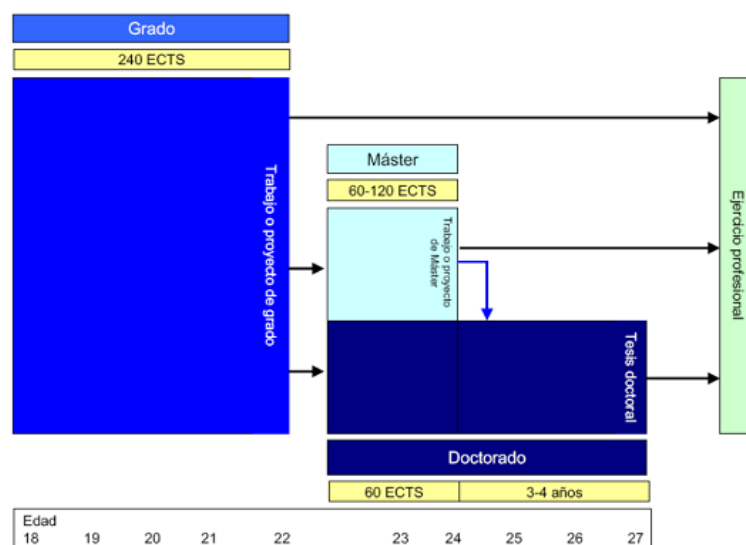 Grado
240 ECTS
Trabajo o proyecto de grado
Máster
60-120 ECTS
Trabajo o proyecto
de Máster
Tesis doctoral
Ejercicio profesional
Doctorado
60 ECTS
3-4 años
Edad
18 19 20 21 22 23 24 25 26 27